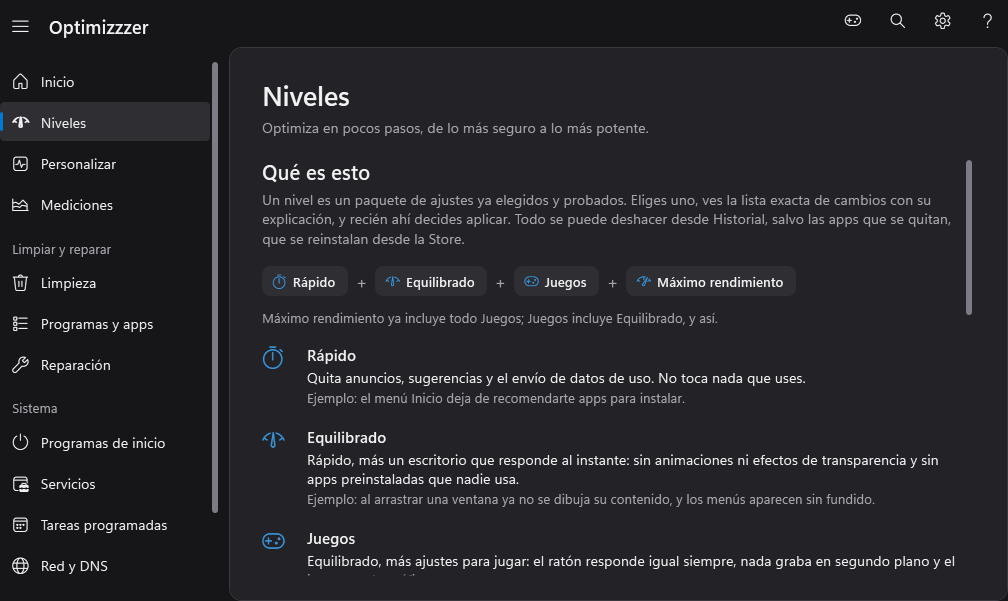 Optimizzzer
Inicio
Niveles
Personalizar
Mediciones
Limpiar y reparar
Limpieza
Programas y apps
Reparación
Sistema
Programas de inicio
Servicios
Tareas programadas
Red y DNS
Niveles
Optimiza en pocos pasos, de lo más seguro a lo más potente.
Qué es esto
Un nivel es un paquete de ajustes ya elegidos y probados. Eliges uno, ves la lista exacta de cambios con su
explicación, y recién ahí decides aplicar. Todo se puede deshacer desde Historial, salvo las apps que se quitan,
que se reinstalan desde la Store.
Rápido + Equilibrado + Juegos + Máximo rendimiento
Máximo rendimiento ya incluye todo Juegos; Juegos incluye Equilibrado, y así.
Rápido
Quita anuncios, sugerencias y el envío de datos de uso. No toca nada que uses.
Ejemplo: el menú Inicio deja de recomendarte apps para instalar.
Equilibrado
Rápido, más un escritorio que responde al instante: sin animaciones ni efectos de transparencia y sin
apps preinstaladas que nadie usa.
Ejemplo: al arrastrar una ventana ya no se dibuja su contenido, y los menús aparecen sin fundido.
Juegos
Equilibrado, más ajustes para jugar: el ratón responde igual siempre, nada graba en segundo plano y el